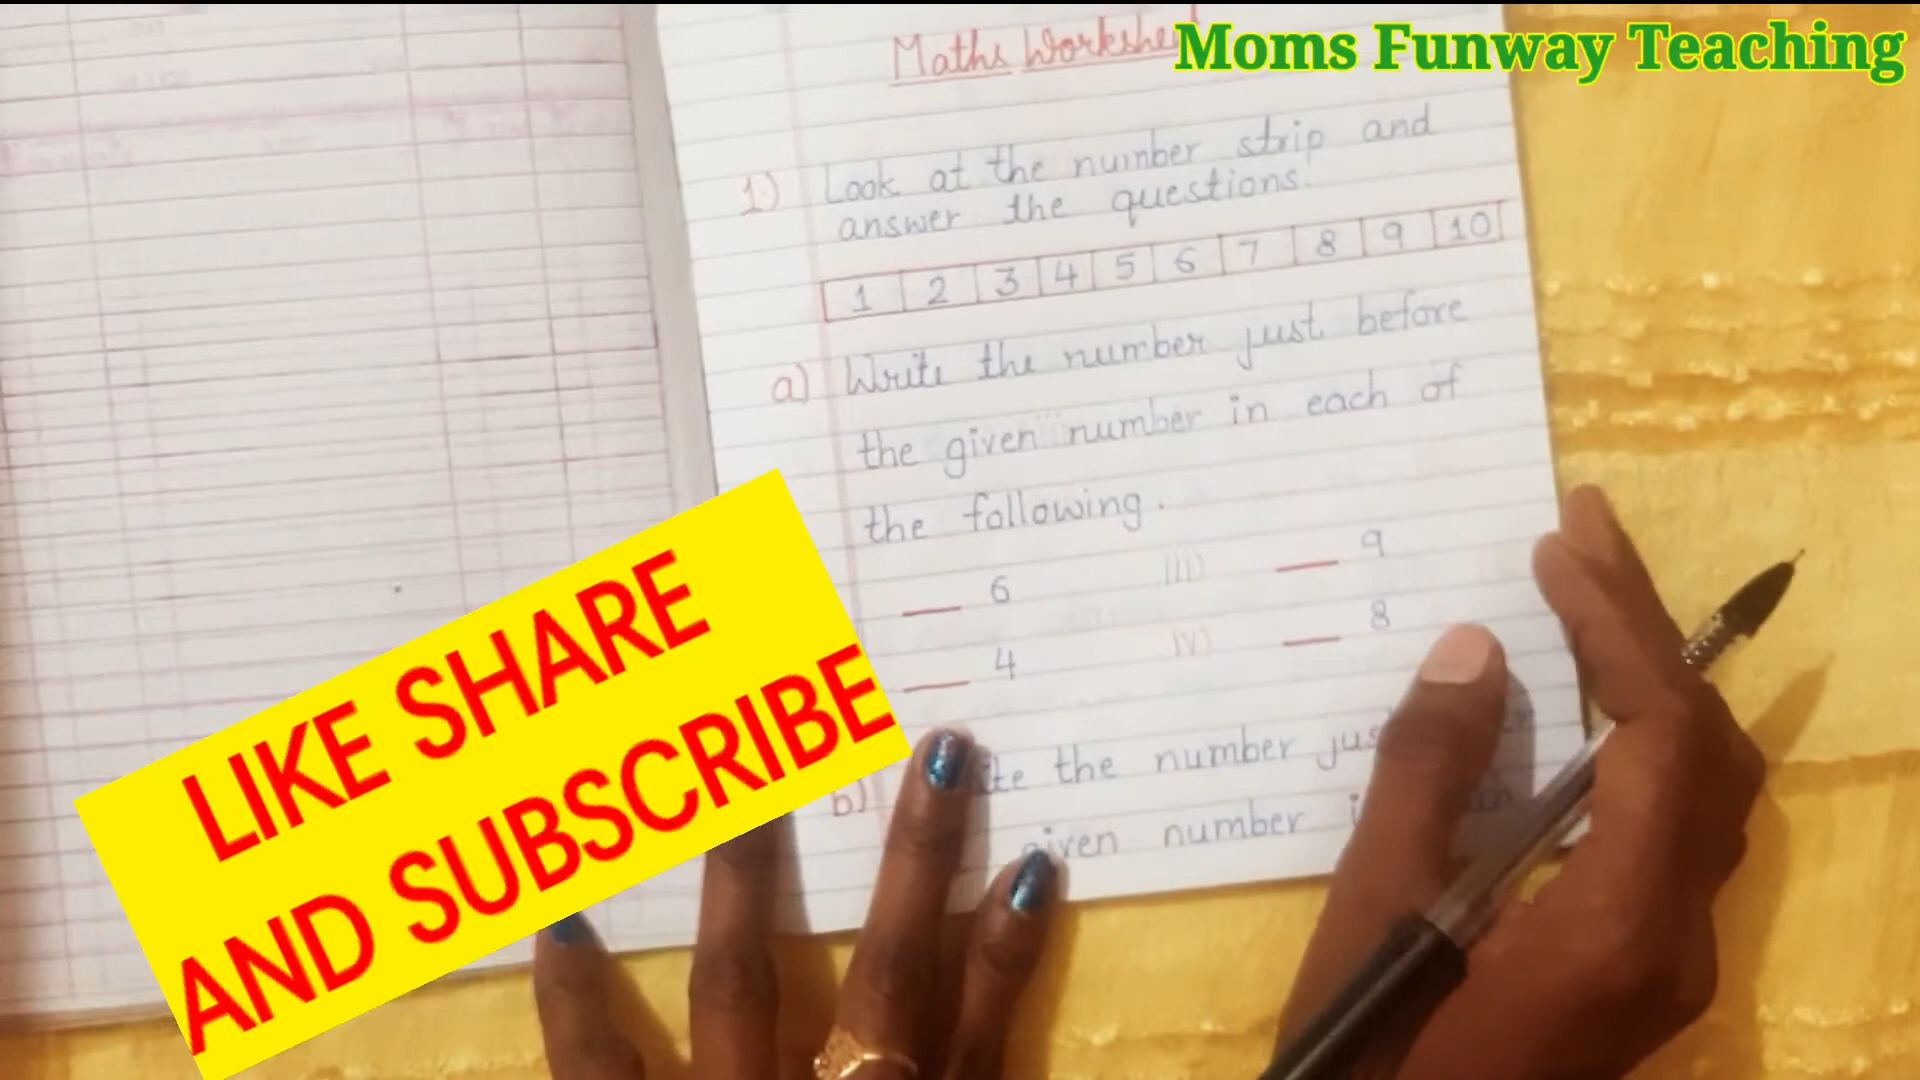 Moms Funway Teaching
Maths Worksheet
1.) Look at the number strip and
answer the questions.
1 2 3 4 5 6 7 8 9 10
a) Write the number just before
the given number in each of
the following.
___ 6 iii) ___ 9
___ 4 iv) ___ 8
b) the number
given number
LIKE SHARE
AND SUBSCRIBE